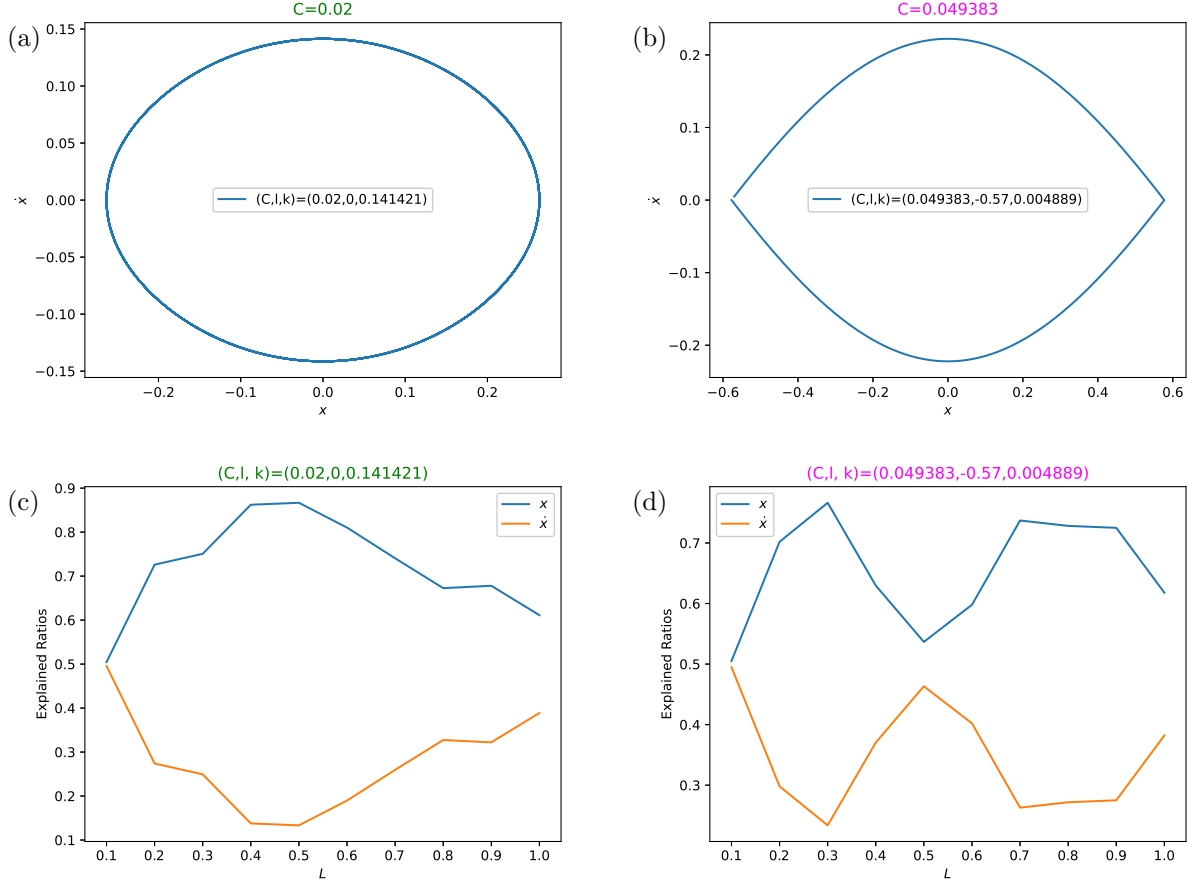 (a)
C=0.02
0.15
0.10
0.05
0.00
−0.05
−0.10
−0.15
ẋ
(C,l,k)=(0.02,0,0.141421)
−0.2 −0.1 0.0 0.1 0.2
x
(b)
C=0.049383
0.2
0.1
0.0
−0.1
−0.2
ẋ
(C,l,k)=(0.049383,-0.57,0.004889)
−0.6 −0.4 −0.2 0.0 0.2 0.4 0.6
x
(c)
(C,l, k)=(0.02,0,0.141421)
0.9
0.8
0.7
0.6
0.5
0.4
0.3
0.2
0.1
Explained Ratios
x
ẋ
0.1 0.2 0.3 0.4 0.5 0.6 0.7 0.8 0.9 1.0
L
(d)
(C,l, k)=(0.049383,-0.57,0.004889)
0.7
0.6
0.5
0.4
0.3
Explained Ratios
x
ẋ
0.1 0.2 0.3 0.4 0.5 0.6 0.7 0.8 0.9 1.0
L